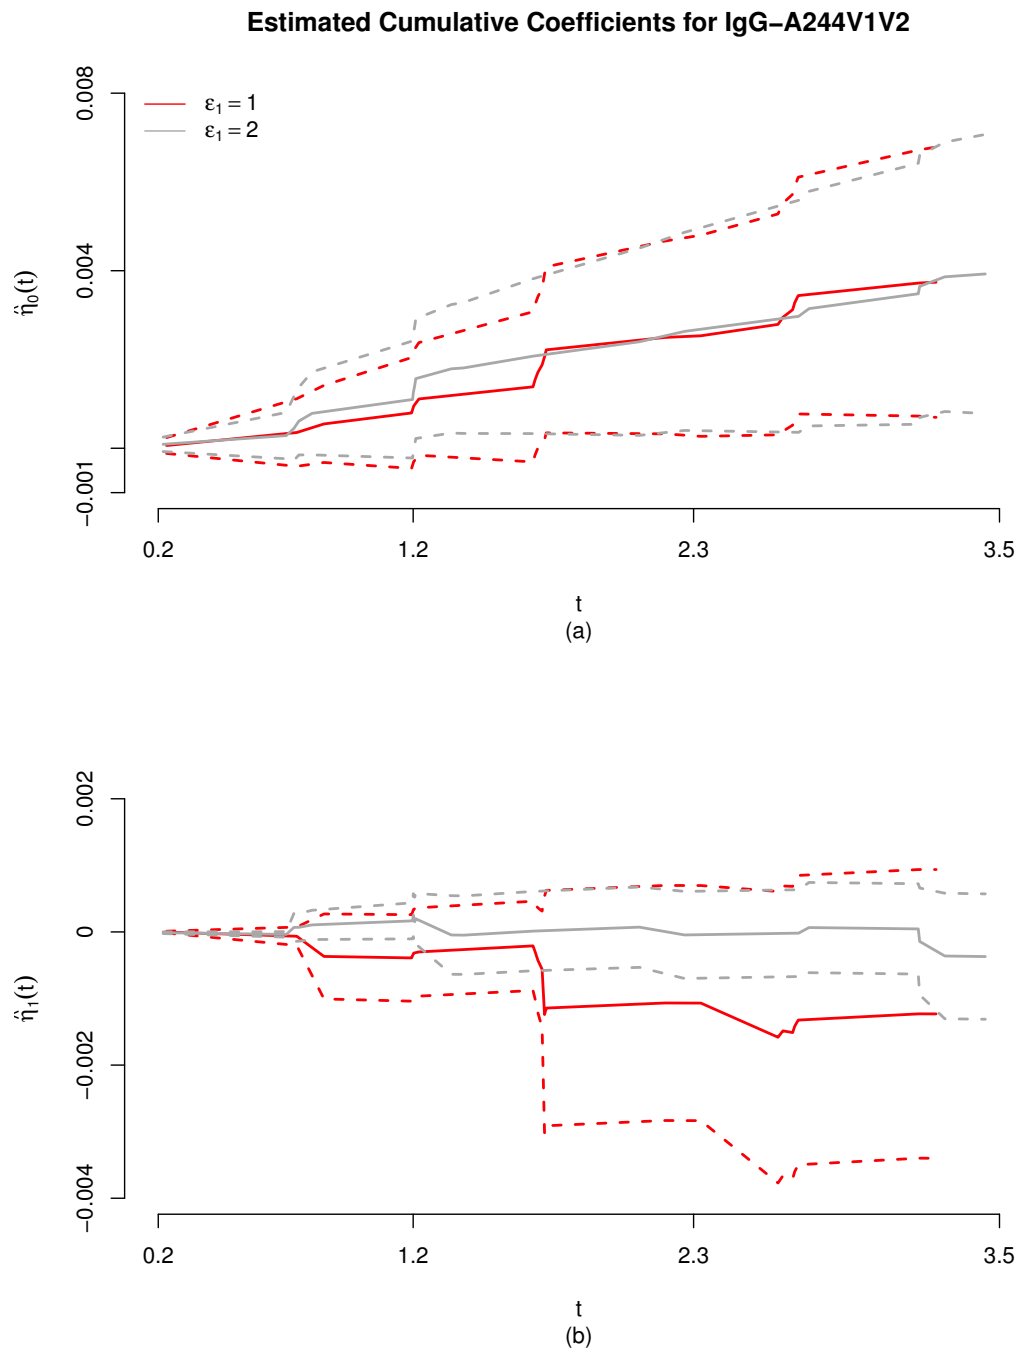 Estimated Cumulative Coefficients for IgG−A244V1V2
0.008
0.004
−0.001
η̂₀(t)
ε₁ = 1
ε₁ = 2
0.2 1.2 2.3 3.5
t
(a)
0.002
0
−0.002
−0.004
η̂₁(t)
0.2 1.2 2.3 3.5
t
(b)